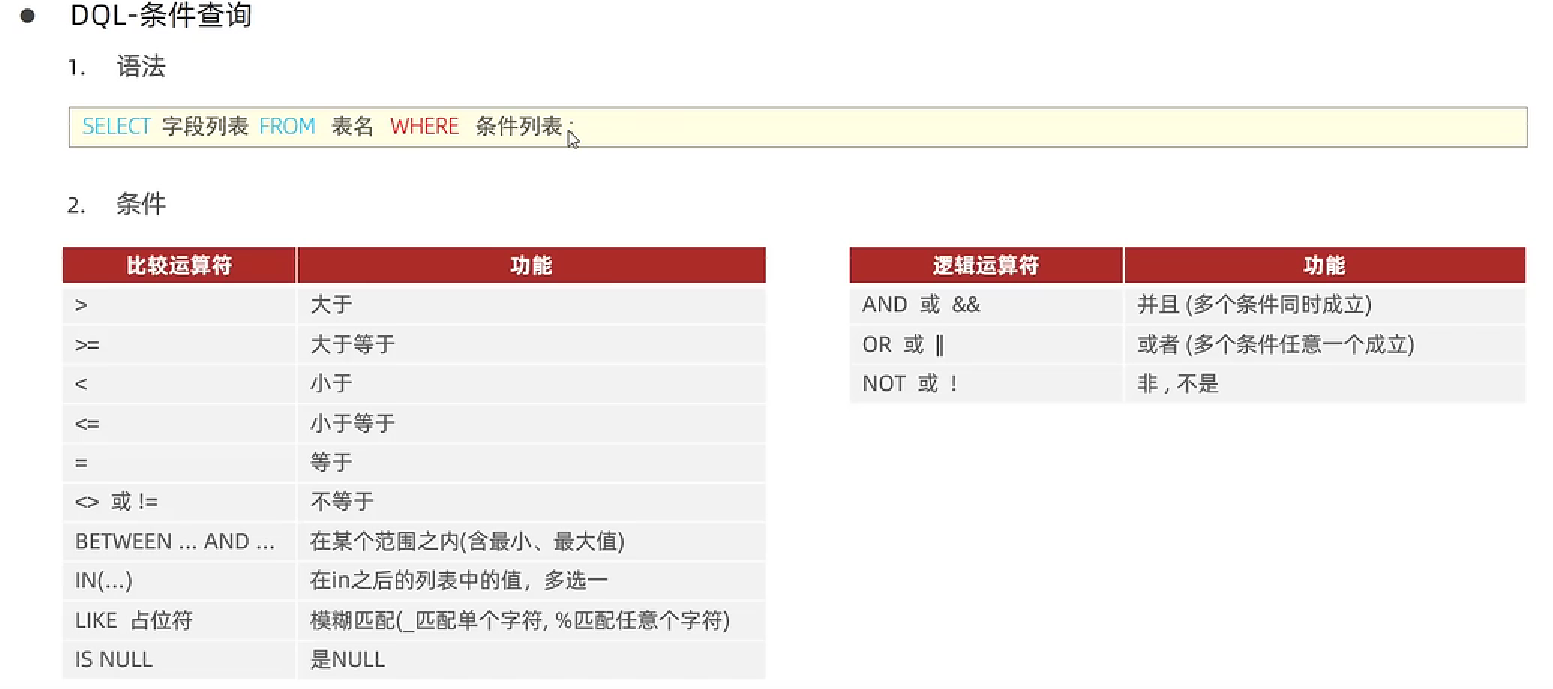 ● DQL-条件查询
1. 语法
SELECT 字段列表 FROM 表名 WHERE 条件列表 ;
2. 条件
比较运算符 功能
> 大于
>= 大于等于
< 小于
<= 小于等于
= 等于
<> 或 != 不等于
BETWEEN ... AND ... 在某个范围之内(含最小、最大值)
IN(...) 在in之后的列表中的值，多选一
LIKE 占位符 模糊匹配(_匹配单个字符, %匹配任意个字符)
IS NULL 是NULL
逻辑运算符 功能
AND 或 && 并且 (多个条件同时成立)
OR 或 || 或者 (多个条件任意一个成立)
NOT 或 ! 非 , 不是